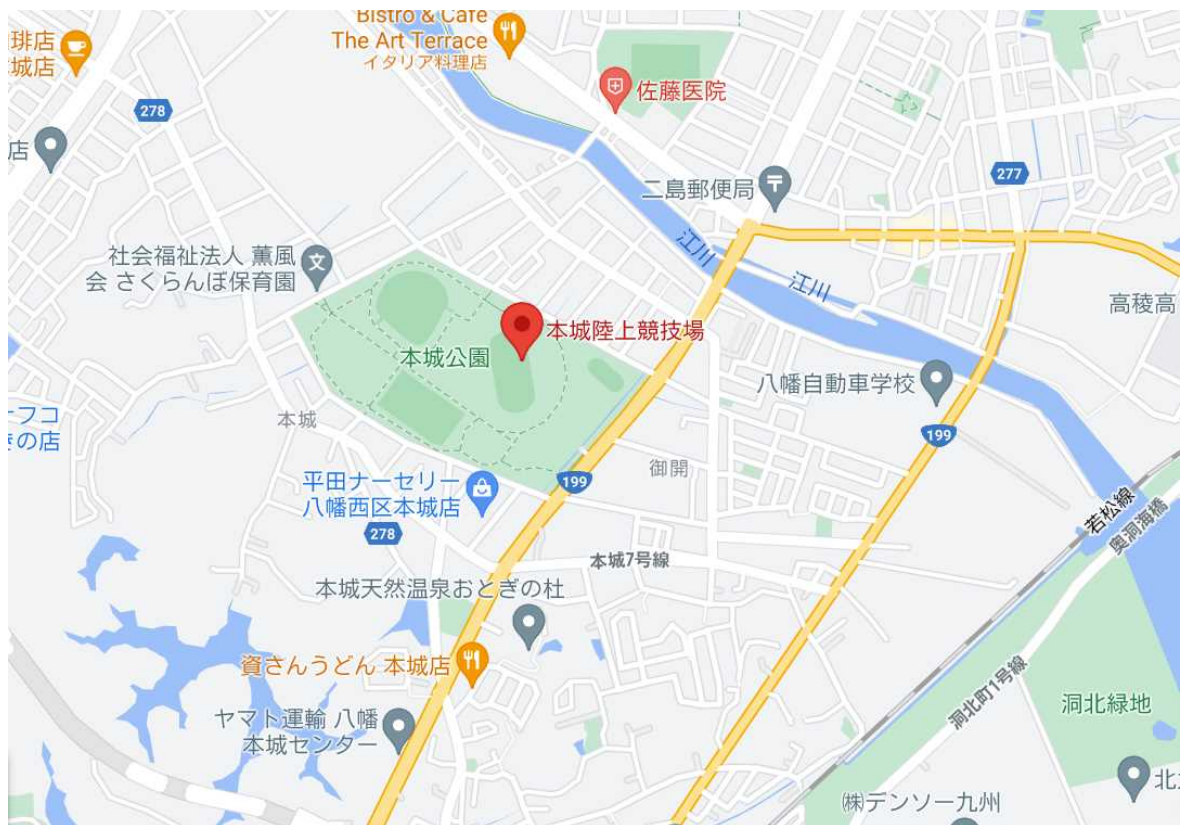 Bistro & Cafe
The Art Terrace
イタリア料理店
琲店
本城店
佐藤医院
278
店
277
二島郵便局
江川
江川
社会福祉法人 薫風
会 さくらんぼ保育園
高稜高
本城陸上競技場
本城公園
八幡自動車学校
本城
199
御開
平田ナーセリー
八幡西区本城店
199
278
若松線
奥洞海橋
本城7号線
本城天然温泉おとぎの杜
資さんうどん 本城店
洞北町1号線
洞北緑地
ヤマト運輸 八幡
本城センター
㈱デンソー九州